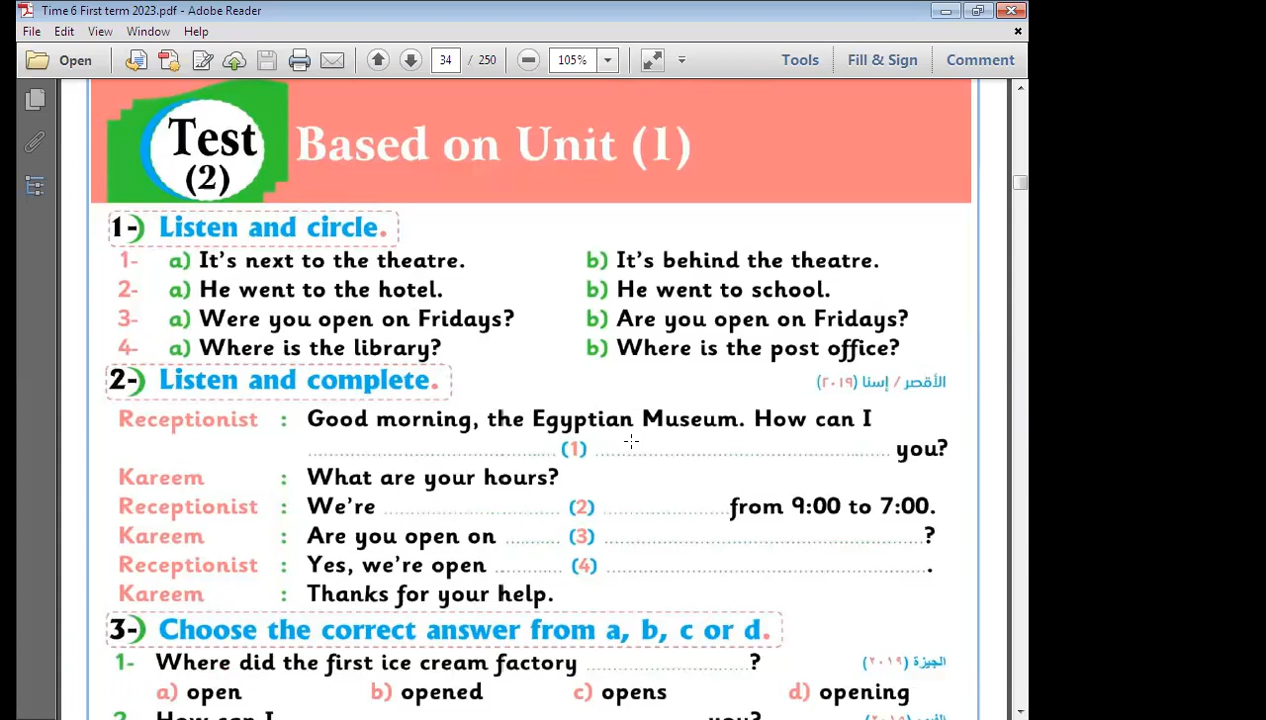 Time 6 First term 2023.pdf - Adobe Reader
File Edit View Window Help
Open 34 / 250 105% Tools Fill & Sign Comment
Test (2)
Based on Unit (1)
1-) Listen and circle.
1- a) It's next to the theatre. b) It's behind the theatre.
2- a) He went to the hotel. b) He went to school.
3- a) Were you open on Fridays? b) Are you open on Fridays?
4- a) Where is the library? b) Where is the post office?
2-) Listen and complete. الأقصر / إسنا (٢٠١٩)
Receptionist : Good morning, the Egyptian Museum. How can I
(1) you?
Kareem : What are your hours?
Receptionist : We're (2) from 9:00 to 7:00.
Kareem : Are you open on (3) ?
Receptionist : Yes, we're open (4) .
Kareem : Thanks for your help.
3-) Choose the correct answer from a, b, c or d.
1- Where did the first ice cream factory ? الجيزة (٢٠١٩)
a) open b) opened c) opens d) opening
2- How can I you?